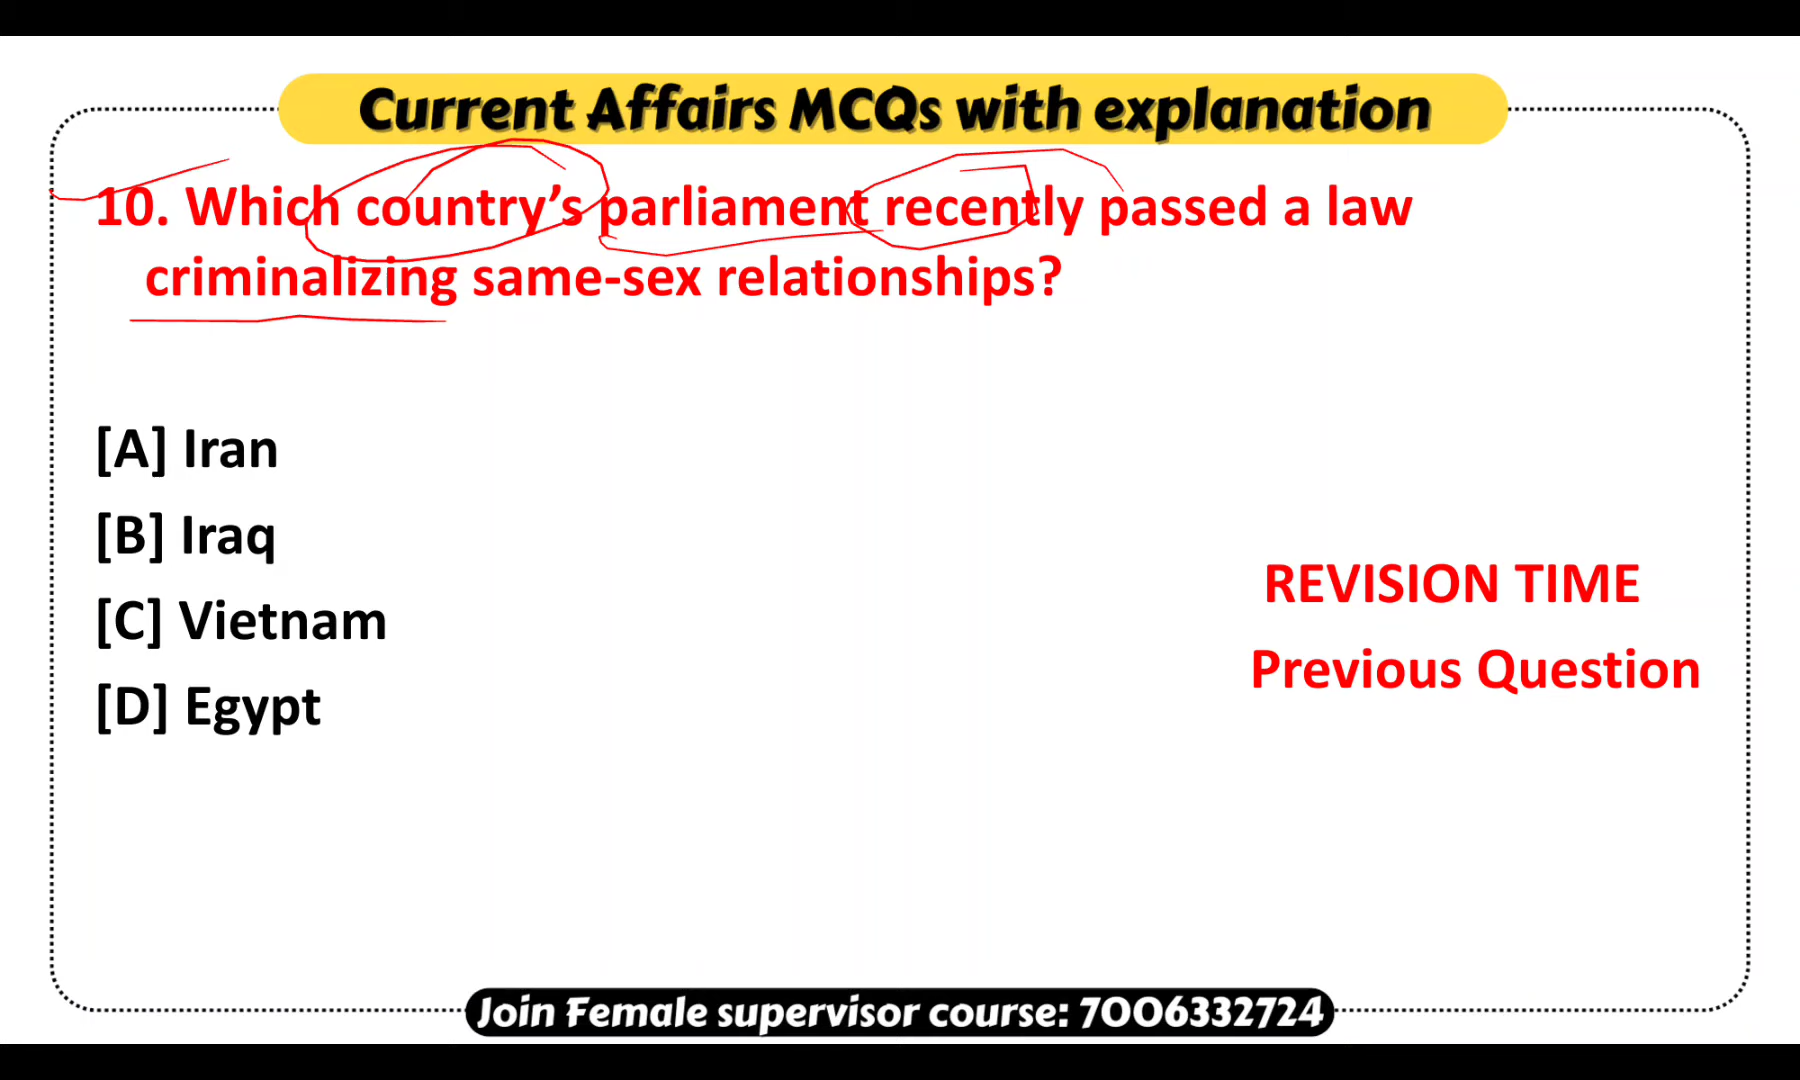 Current Affairs MCQs with explanation
10. Which country’s parliament recently passed a law
criminalizing same-sex relationships?
[A] Iran
[B] Iraq
[C] Vietnam
[D] Egypt
REVISION TIME
Previous Question
Join Female supervisor course: 7006332724